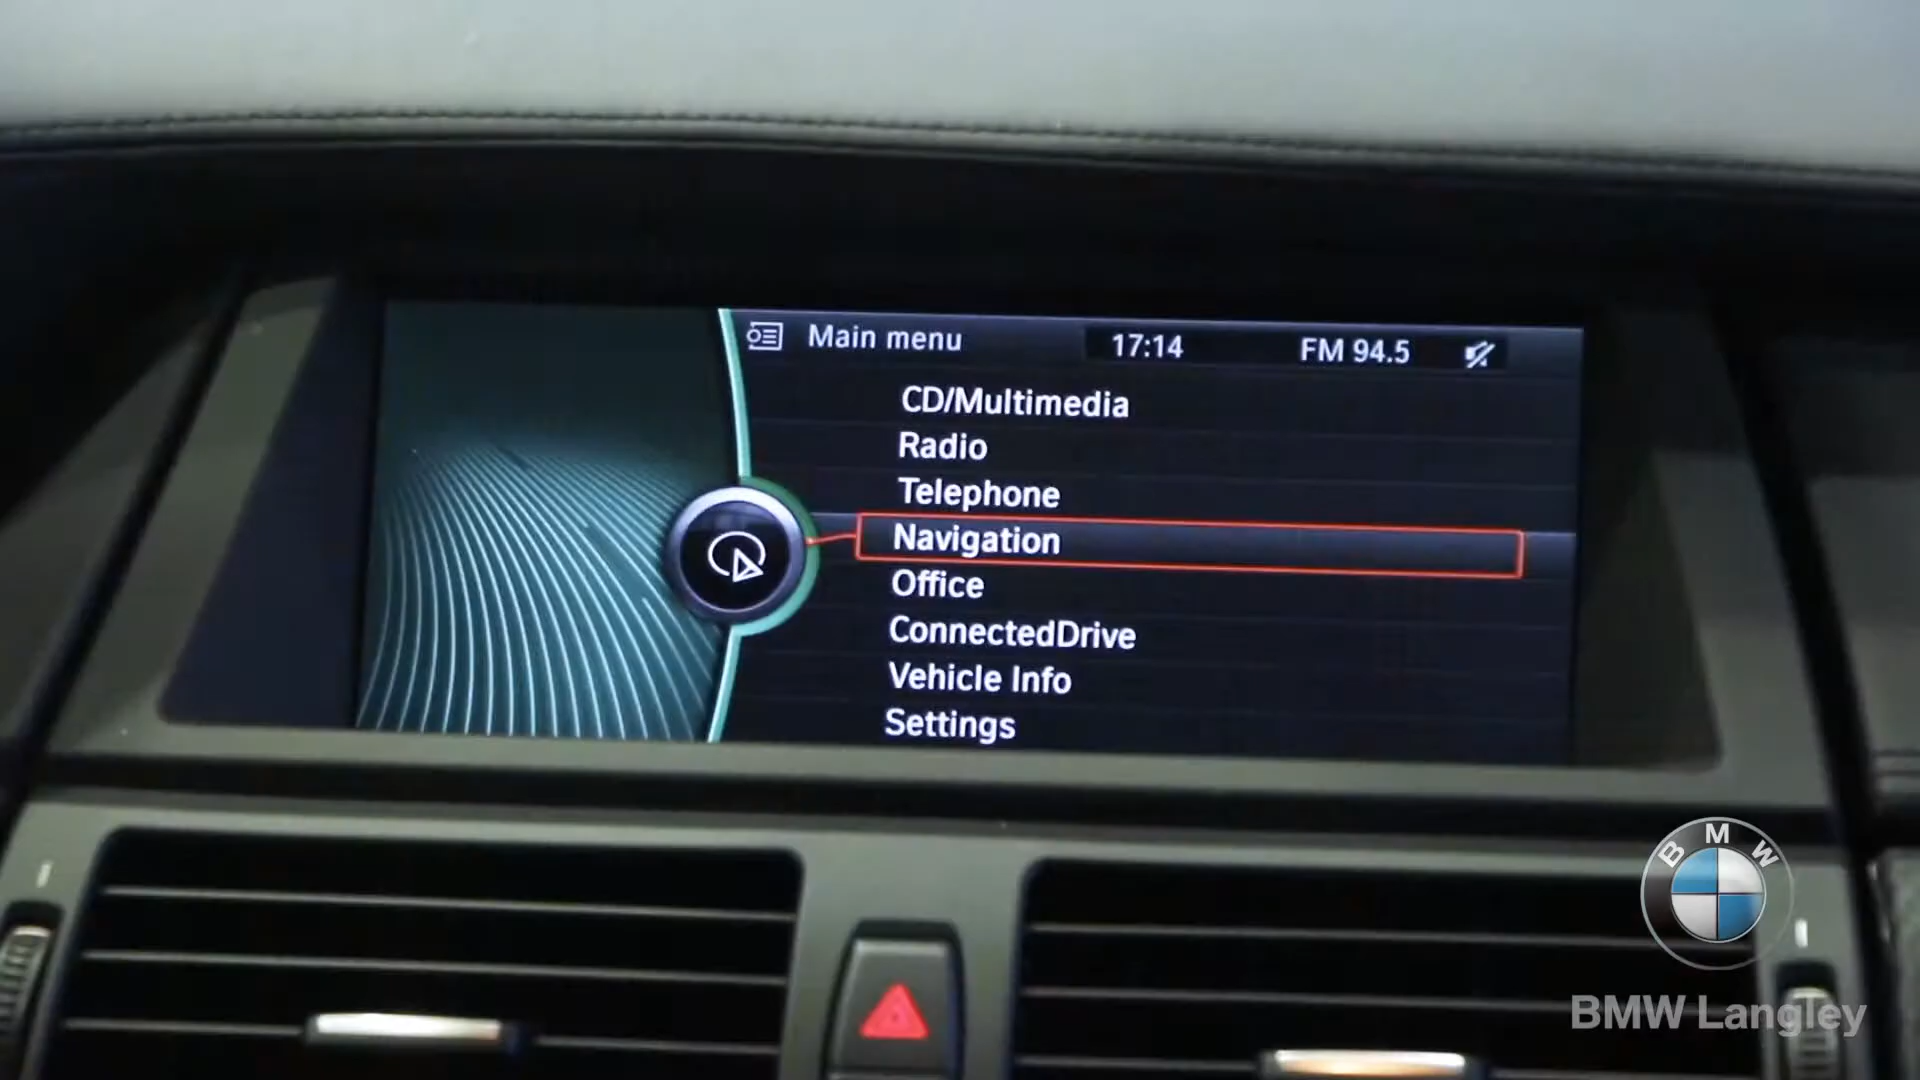 Main menu 17:14 FM 94.5
CD/Multimedia
Radio
Telephone
Navigation
Office
ConnectedDrive
Vehicle Info
Settings
BMW
BMW Langley